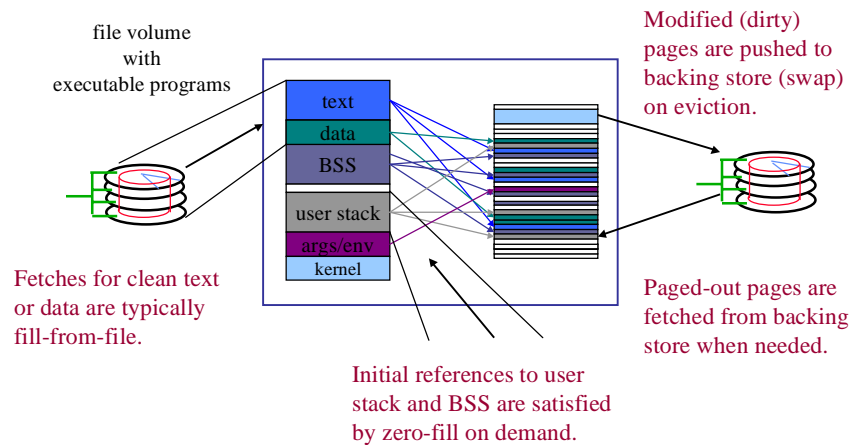 file volume
with
executable programs
text
data
BSS
user stack
args/env
kernel
Modified (dirty)
pages are pushed to
backing store (swap)
on eviction.
Fetches for clean text
or data are typically
fill-from-file.
Paged-out pages are
fetched from backing
store when needed.
Initial references to user
stack and BSS are satisfied
by zero-fill on demand.